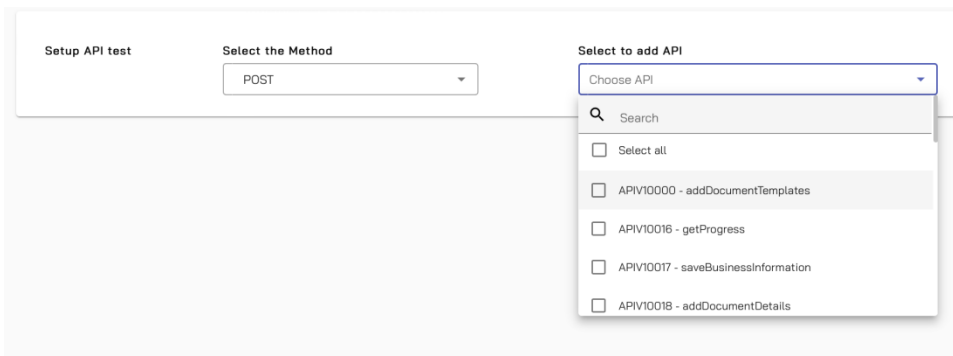 Setup API test
Select the Method
Select to add API
POST
Choose API
Search
Select all
APIV10000 - addDocumentTemplates
APIV10016 - getProgress
APIV10017 - saveBusinessInformation
APIV10018 - addDocumentDetails